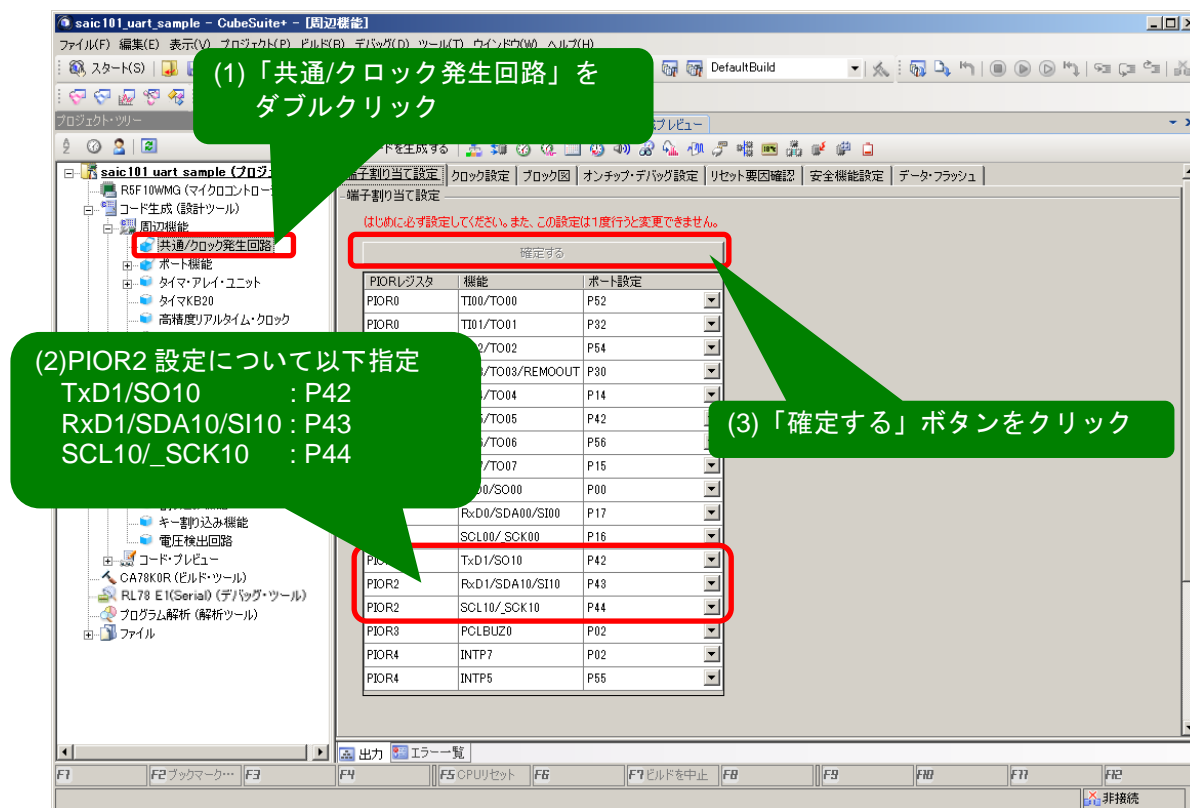 saic101_uart_sample - CubeSuite+ - [周辺機能]
ファイル(F) 編集(E) 表示(V) プロジェクト(P) ビルド(B) デバッグ(D) ツール(T) ウインドウ(W) ヘルプ(H)
スタート(S)
DefaultBuild
(1)「共通/クロック発生回路」を
ダブルクリック
プロジェクト・ツリー
プレビュー
ードを生成する
saic101_uart_sample (プロジ
R5F10WMG (マイクロコントロー
コード生成 (設計ツール)
周辺機能
共通/クロック発生回路
ポート機能
タイマ・アレイ・ユニット
タイマKB20
高精度リアルタイム・クロック
キー割り込み機能
電圧検出回路
コード・プレビュー
CA78K0R (ビルド・ツール)
RL78 E1(Serial) (デバッグ・ツール)
プログラム解析 (解析ツール)
ファイル
端子割り当て設定 クロック設定 ブロック図 オンチップ・デバッグ設定 リセット要因確認 安全機能設定 データ・フラッシュ
端子割り当て設定
はじめに必ず設定してください。また、この設定は1度行うと変更できません。
確定する
PIORレジスタ 機能 ポート設定
PIOR0 TI00/TO00 P52
PIOR0 TI01/TO01 P32
2/TO02 P54
/TO03/REMOOUT P30
/TO04 P14
/TO05 P42
/TO06 P56
/TO07 P15
D0/SO00 P00
RxD0/SDA00/SI00 P17
SCL00/_SCK00 P16
TxD1/SO10 P42
PIOR2 RxD1/SDA10/SI10 P43
PIOR2 SCL10/_SCK10 P44
PIOR3 PCLBUZ0 P02
PIOR4 INTP7 P02
PIOR4 INTP5 P55
(2)PIOR2 設定について以下指定
TxD1/SO10 : P42
RxD1/SDA10/SI10 : P43
SCL10/_SCK10 : P44
(3)「確定する」ボタンをクリック
出力 エラー一覧
F1 F2 ブックマーク… F3 F4 F5 CPUリセット F6 F7 ビルドを中止 F8 F9 F10 F11 F12
非接続